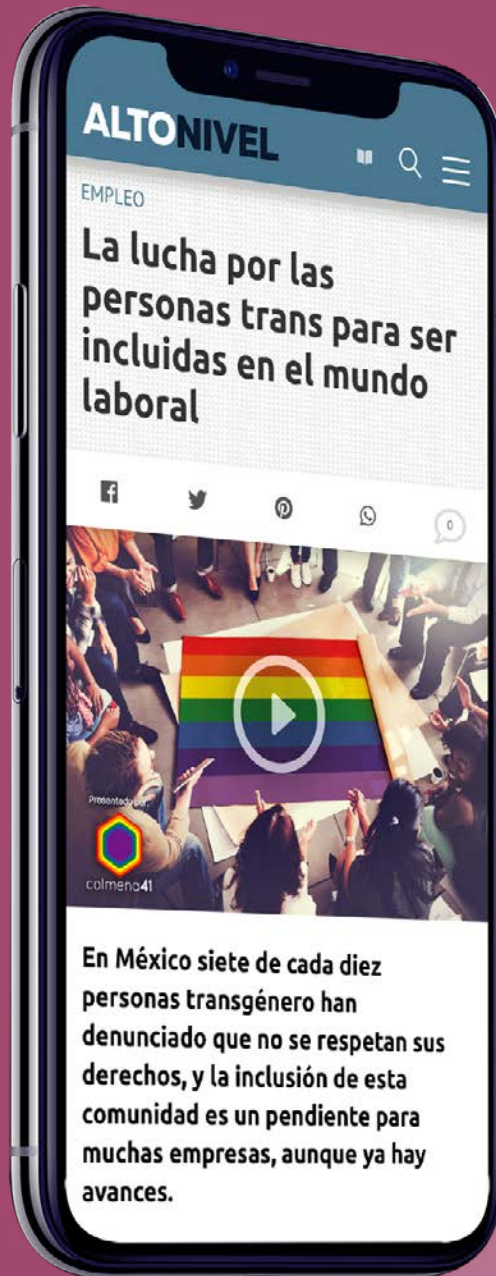 ALTONIVEL
EMPLEO
La lucha por las
personas trans para ser
incluidas en el mundo
laboral
0
Presentado por
colmena41
En México siete de cada diez
personas transgénero han
denunciado que no se respetan sus
derechos, y la inclusión de esta
comunidad es un pendiente para
muchas empresas, aunque ya hay
avances.